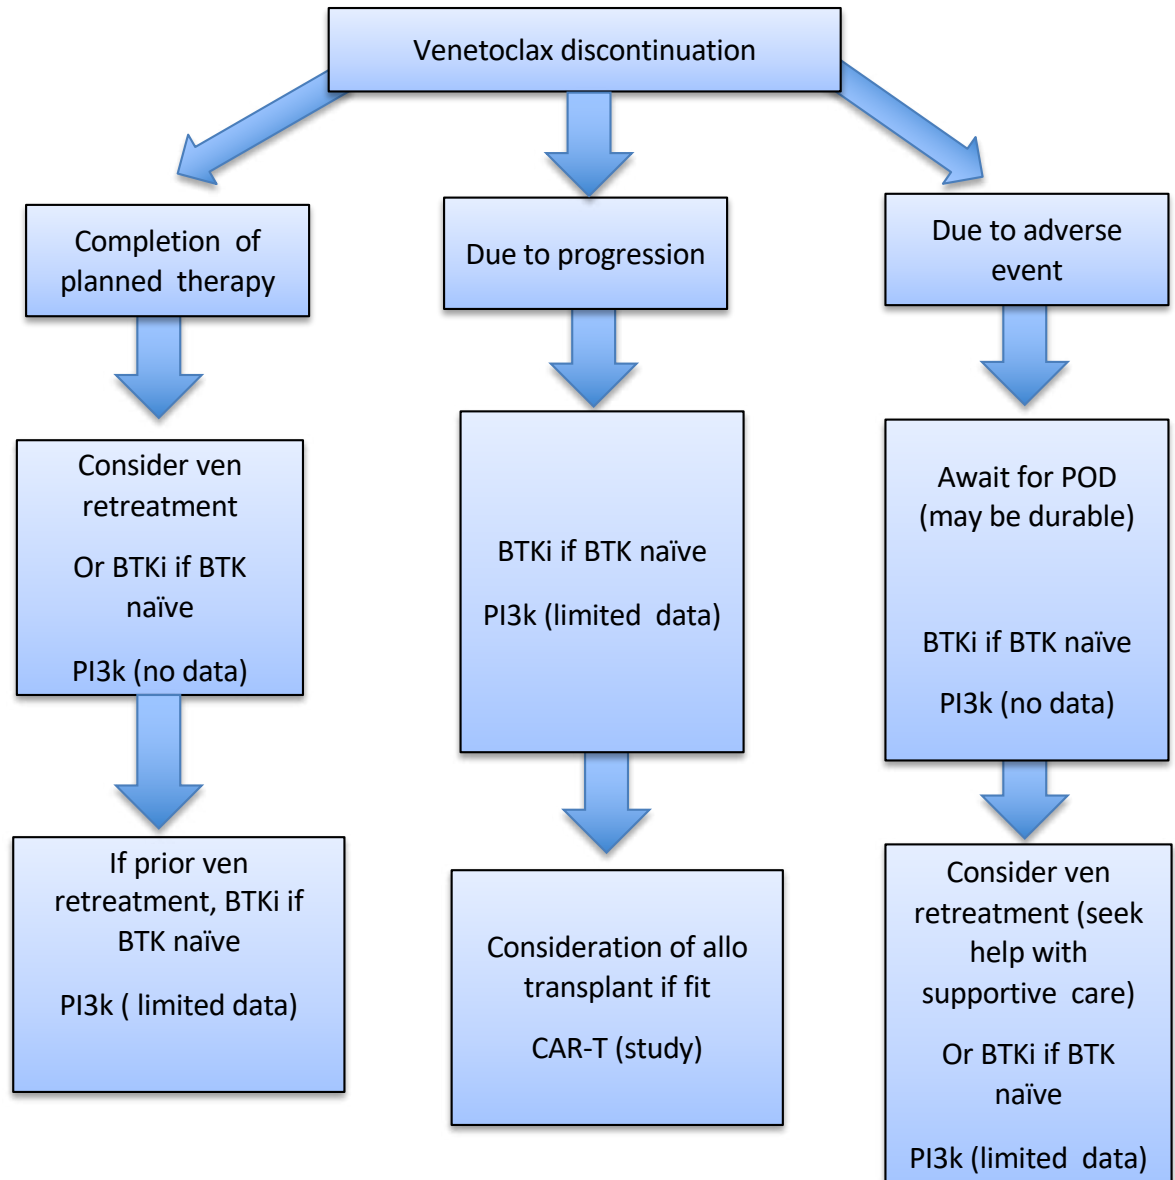 Venetoclax discontinuation
Completion of
planned therapy
Due to progression
Due to adverse
event
Consider ven
retreatment
Or BTKi if BTK
naïve
PI3k (no data)
BTKi if BTK naïve
PI3k (limited data)
Await for POD
(may be durable)
BTKi if BTK naïve
PI3k (no data)
If prior ven
retreatment, BTKi if
BTK naïve
PI3k ( limited data)
Consideration of allo
transplant if fit
CAR-T (study)
Consider ven
retreatment (seek
help with
supportive care)
Or BTKi if BTK
naïve
PI3k (limited data)